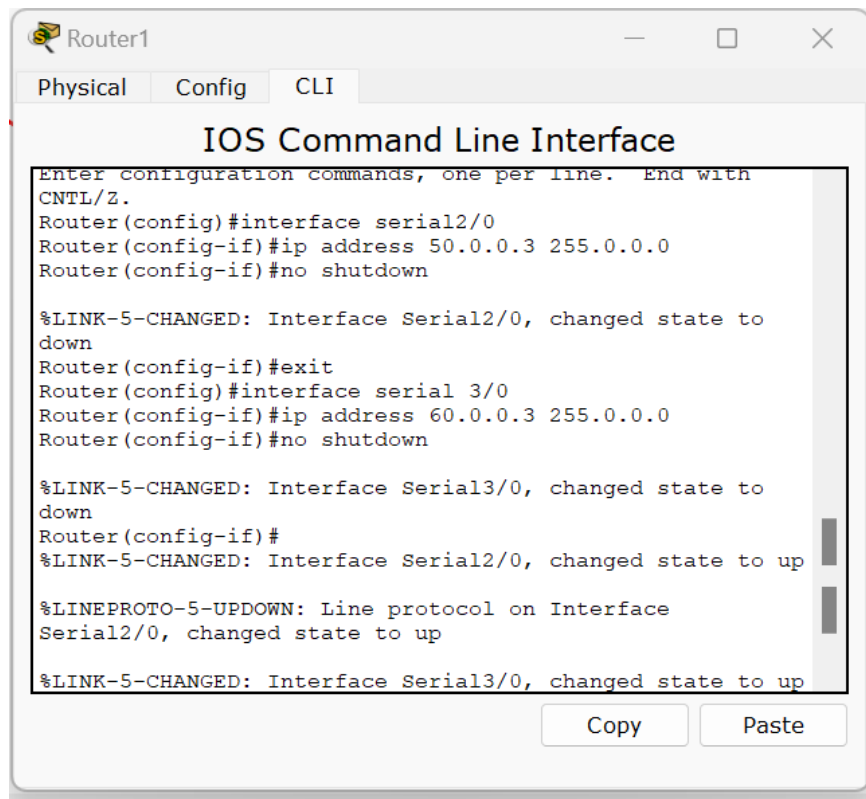 Router1
Physical Config CLI
IOS Command Line Interface
Enter configuration commands, one per line.  End with
CNTL/Z.
Router(config)#interface serial2/0
Router(config-if)#ip address 50.0.0.3 255.0.0.0
Router(config-if)#no shutdown
%LINK-5-CHANGED: Interface Serial2/0, changed state to
down
Router(config-if)#exit
Router(config)#interface serial 3/0
Router(config-if)#ip address 60.0.0.3 255.0.0.0
Router(config-if)#no shutdown
%LINK-5-CHANGED: Interface Serial3/0, changed state to
down
Router(config-if)#
%LINK-5-CHANGED: Interface Serial2/0, changed state to up
%LINEPROTO-5-UPDOWN: Line protocol on Interface
Serial2/0, changed state to up
%LINK-5-CHANGED: Interface Serial3/0, changed state to up
Copy Paste